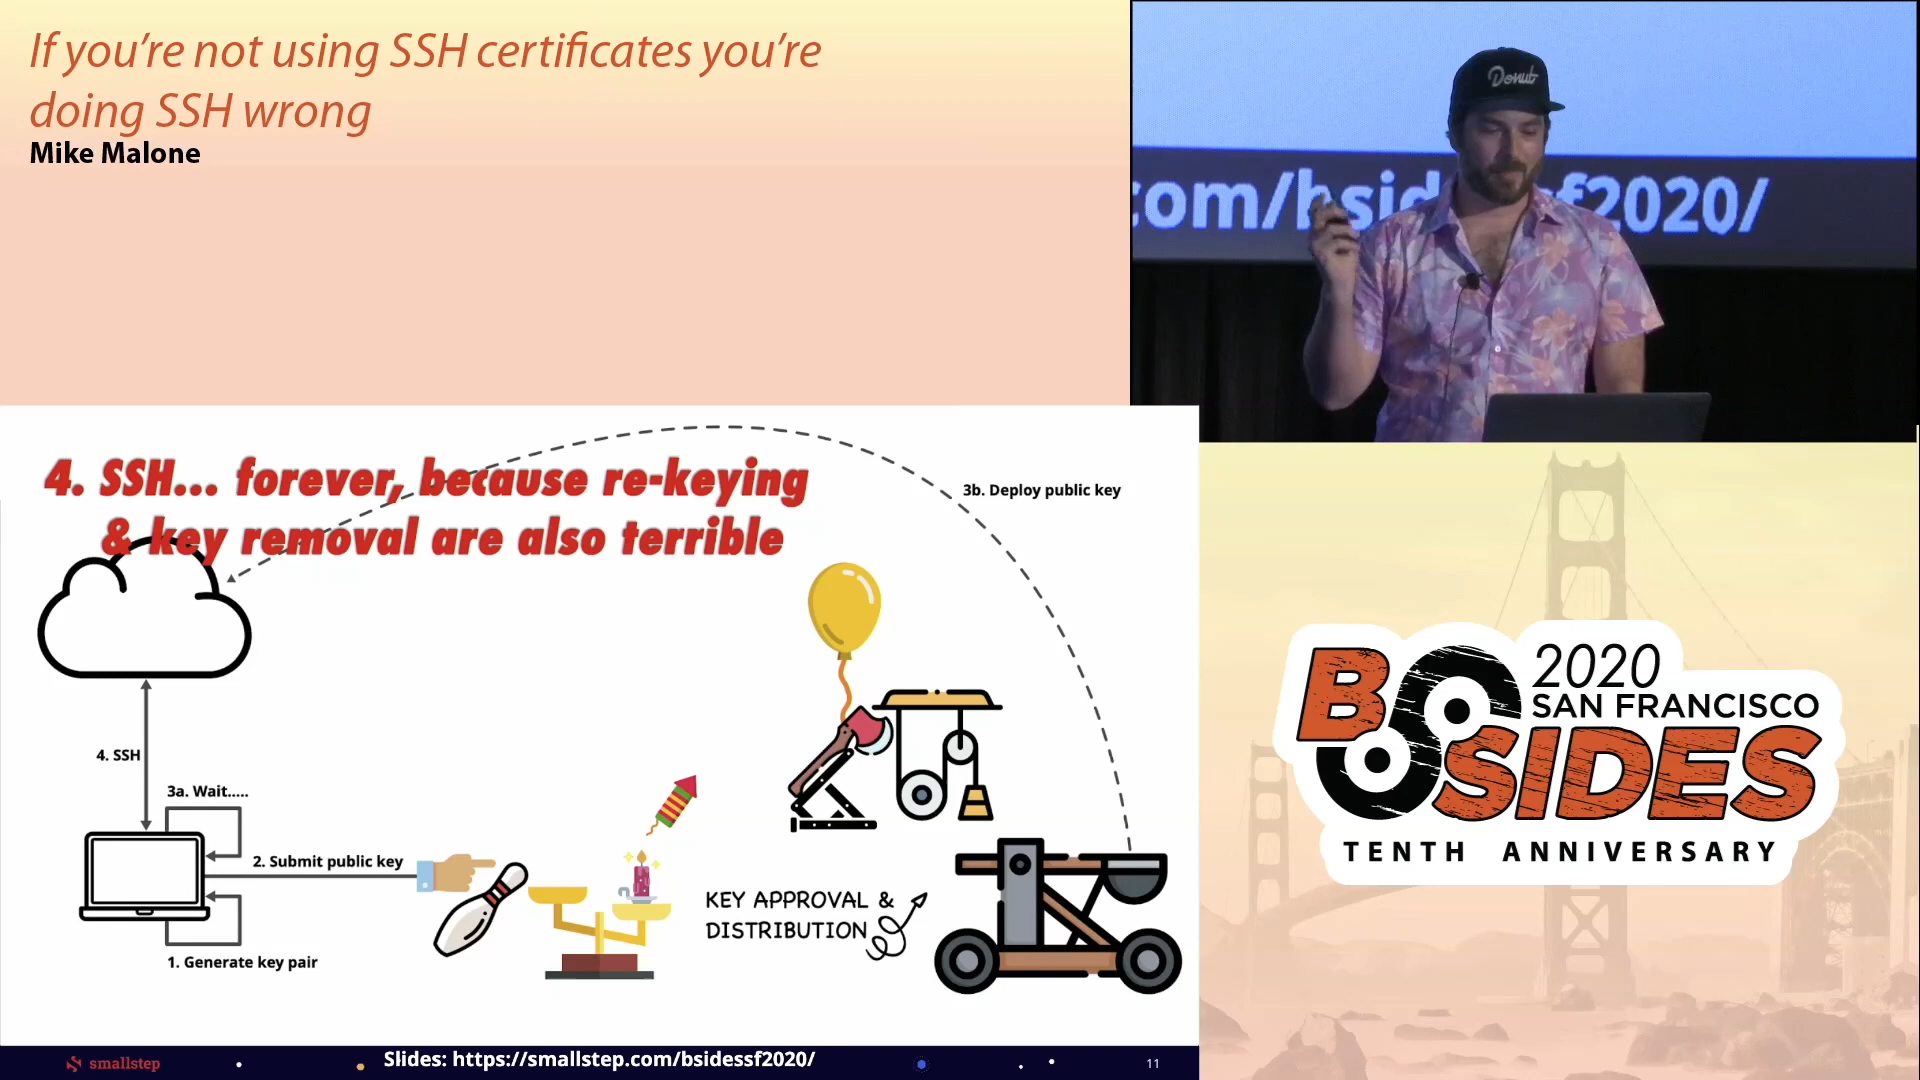 If you’re not using SSH certificates you’re
doing SSH wrong
Mike Malone
Donut
com/bsidessf2020/
4. SSH... forever, because re-keying
& key removal are also terrible
3b. Deploy public key
4. SSH
3a. Wait.....
2. Submit public key
1. Generate key pair
KEY APPROVAL &
DISTRIBUTION
smallstep
Slides: https://smallstep.com/bsidessf2020/
11
2020
SAN FRANCISCO
BSIDES
TENTH ANNIVERSARY